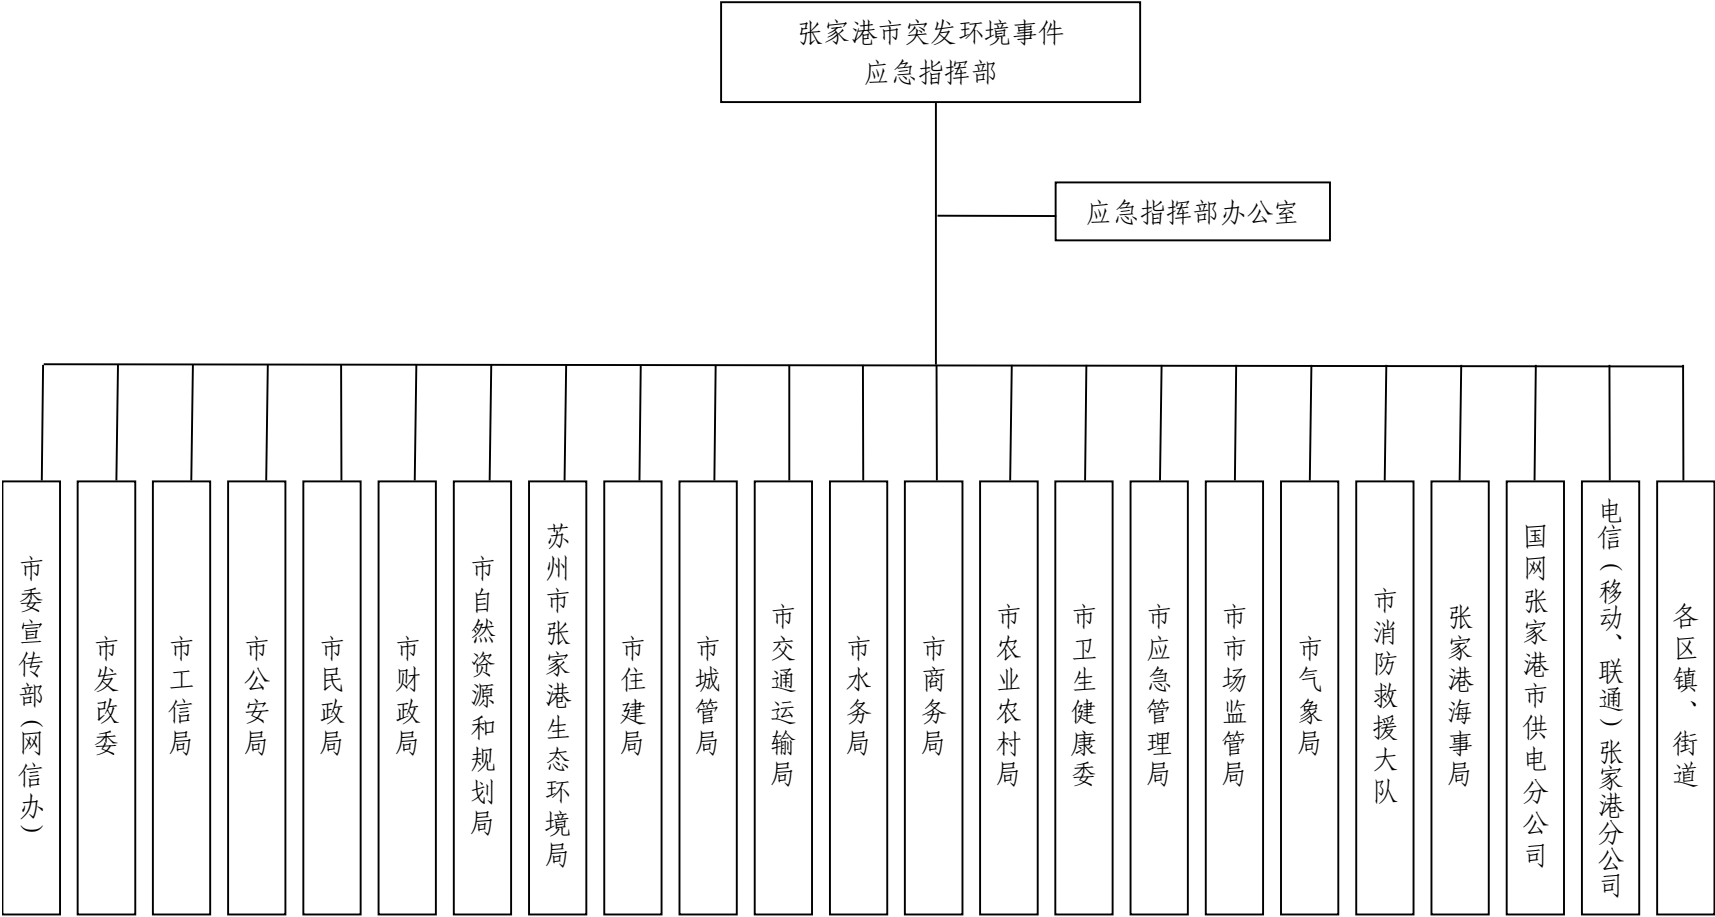 张家港市突发环境事件
应急指挥部
应急指挥部办公室
市委宣传部(网信办)
市发改委
市工信局
市公安局
市民政局
市财政局
市自然资源和规划局
苏州市张家港生态环境局
市住建局
市城管局
市交通运输局
市水务局
市商务局
市农业农村局
市卫生健康委
市应急管理局
市市场监管局
市气象局
市消防救援大队
张家港海事局
国网张家港市供电分公司
电信(移动、联通)张家港分公司
各区镇、街道